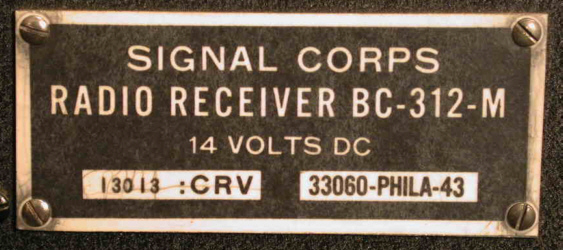 SIGNAL CORPS
RADIO RECEIVER BC-312-M
14 VOLTS DC
13013 :CRV 33060-PHILA-43